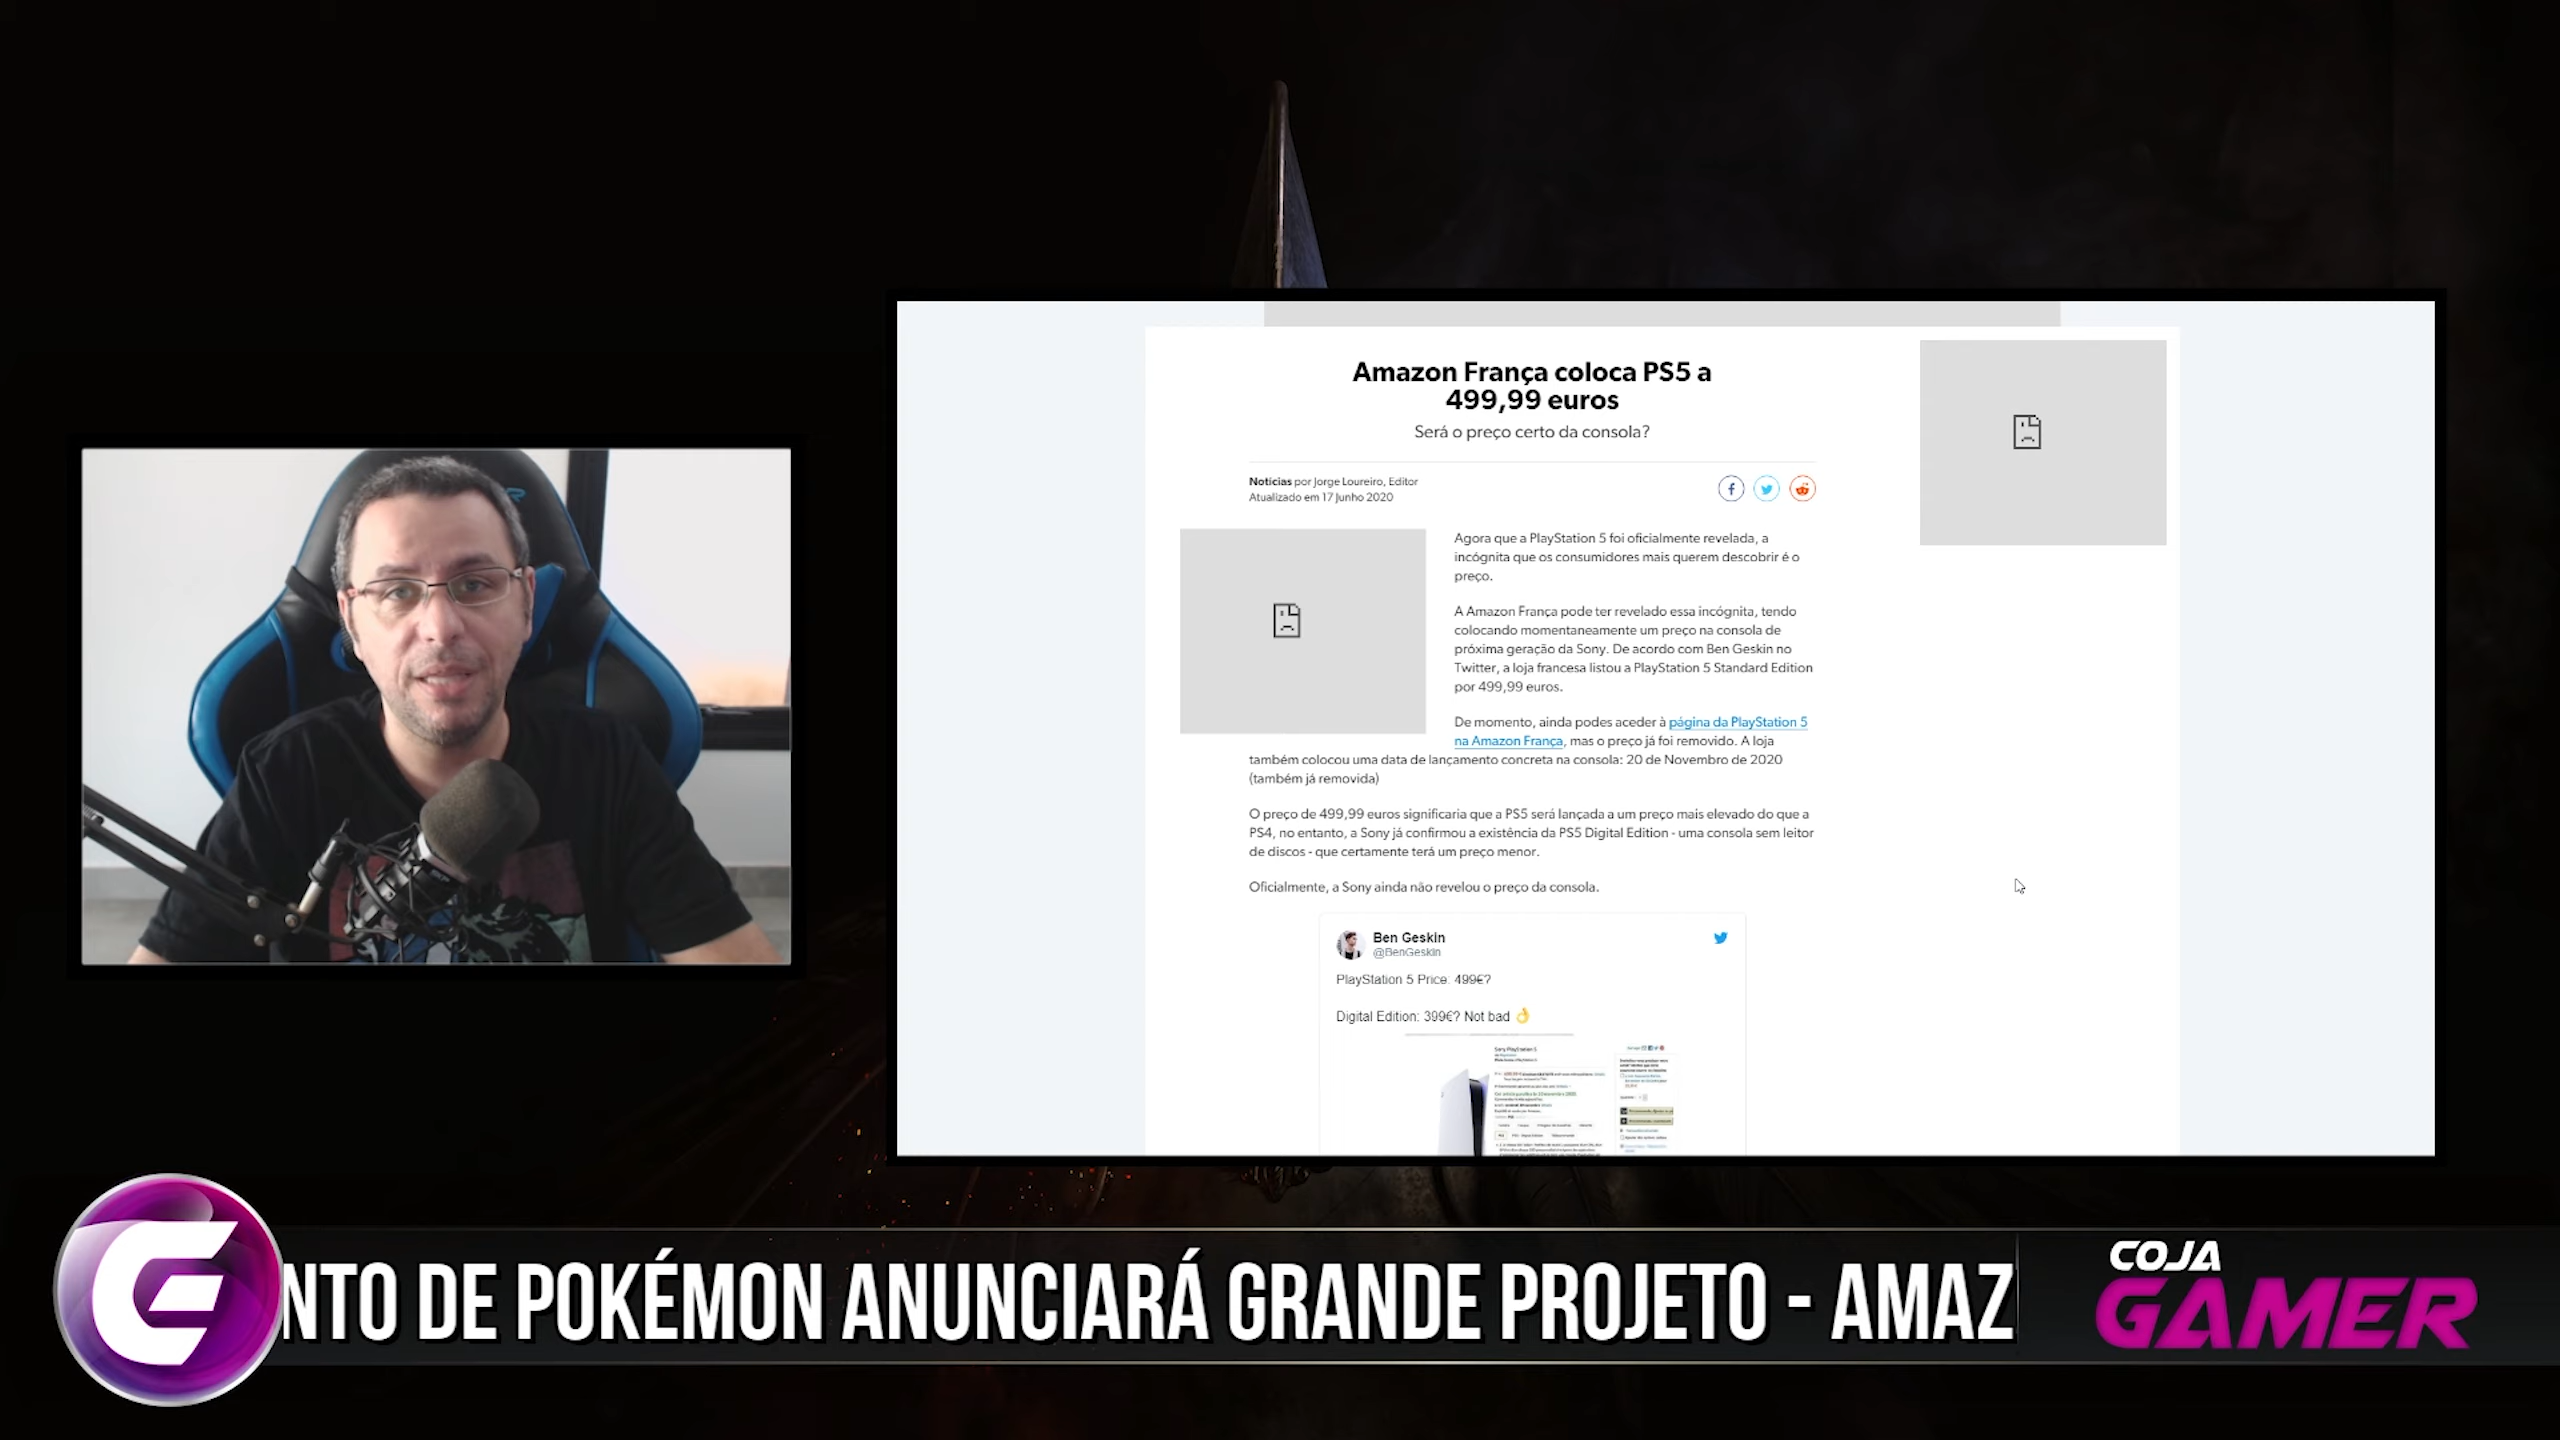 Amazon França coloca PS5 a
499,99 euros
Será o preço certo da consola?
Notícias por Jorge Loureiro, Editor
Atualizado em 17 Junho 2020
Agora que a PlayStation 5 foi oficialmente revelada, a
incógnita que os consumidores mais querem descobrir é o
preço.
A Amazon França pode ter revelado essa incógnita, tendo
colocando momentaneamente um preço na consola de
próxima geração da Sony. De acordo com Ben Geskin no
Twitter, a loja francesa listou a PlayStation 5 Standard Edition
por 499,99 euros.
De momento, ainda podes aceder à página da PlayStation 5
na Amazon França, mas o preço já foi removido. A loja
também colocou uma data de lançamento concreta na consola: 20 de Novembro de 2020
(também já removida)
O preço de 499,99 euros significaria que a PS5 será lançada a um preço mais elevado do que a
PS4, no entanto, a Sony já confirmou a existência da PS5 Digital Edition - uma consola sem leitor
de discos - que certamente terá um preço menor.
Oficialmente, a Sony ainda não revelou o preço da consola.
Ben Geskin
@BenGeskin
PlayStation 5 Price: 499€?
Digital Edition: 399€? Not bad 👌
Sony PlayStation 5
NTO DE POKÉMON ANUNCIARÁ GRANDE PROJETO - AMAZ
COJA
GAMER